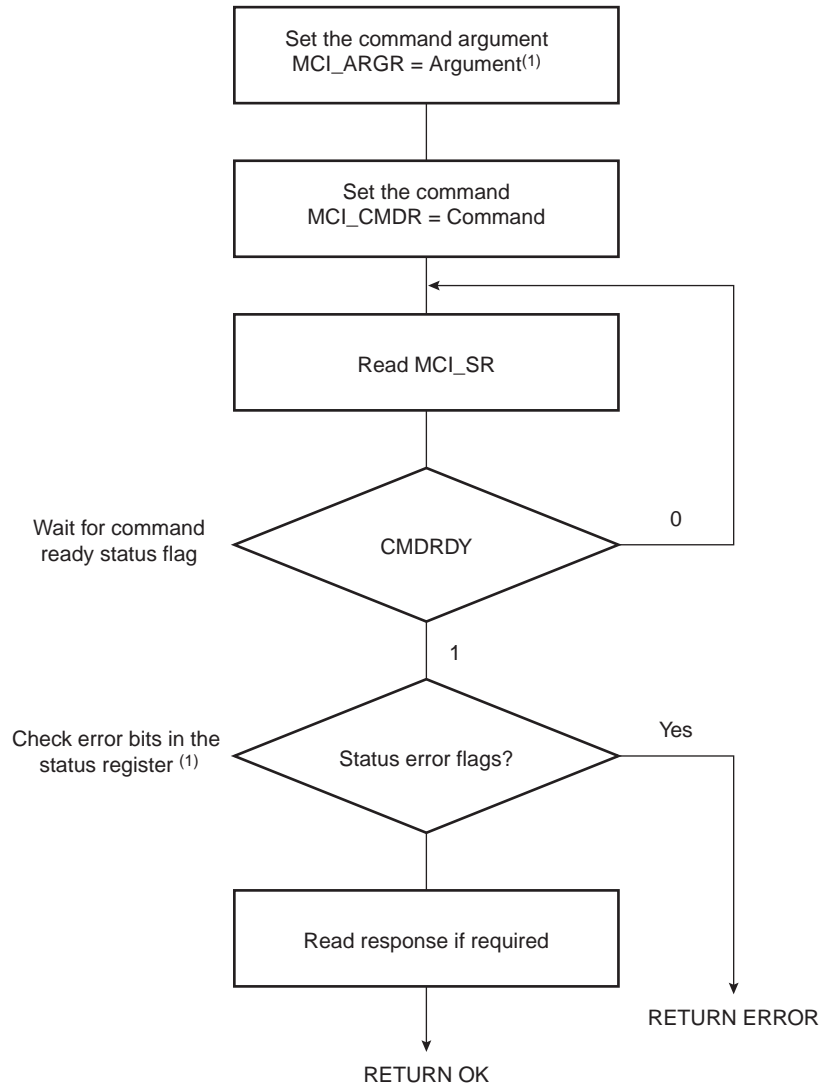 Set the command argument
MCI_ARGR = Argument(1)
Set the command
MCI_CMDR = Command
Read MCI_SR
Wait for command
ready status flag
CMDRDY
0
1
Check error bits in the
status register (1)
Status error flags?
Yes
Read response if required
RETURN ERROR
RETURN OK